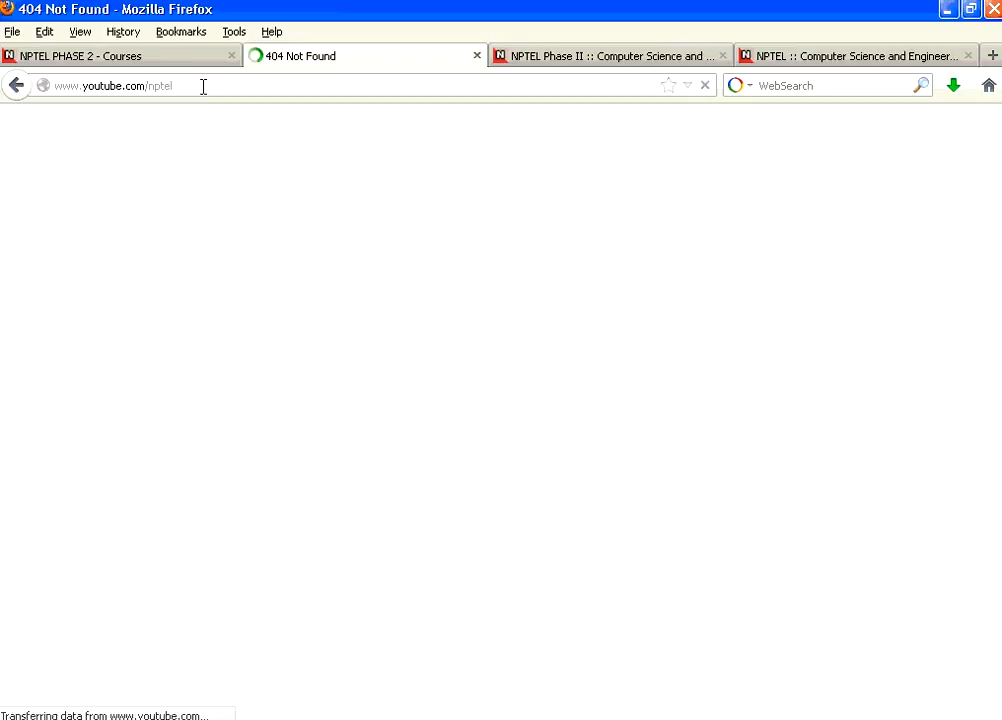 404 Not Found - Mozilla Firefox
File Edit View History Bookmarks Tools Help
NPTEL PHASE 2 - Courses 404 Not Found NPTEL Phase II :: Computer Science and ... NPTEL :: Computer Science and Engineer...
www.youtube.com/nptel WebSearch
Transferring data from www.youtube.com...